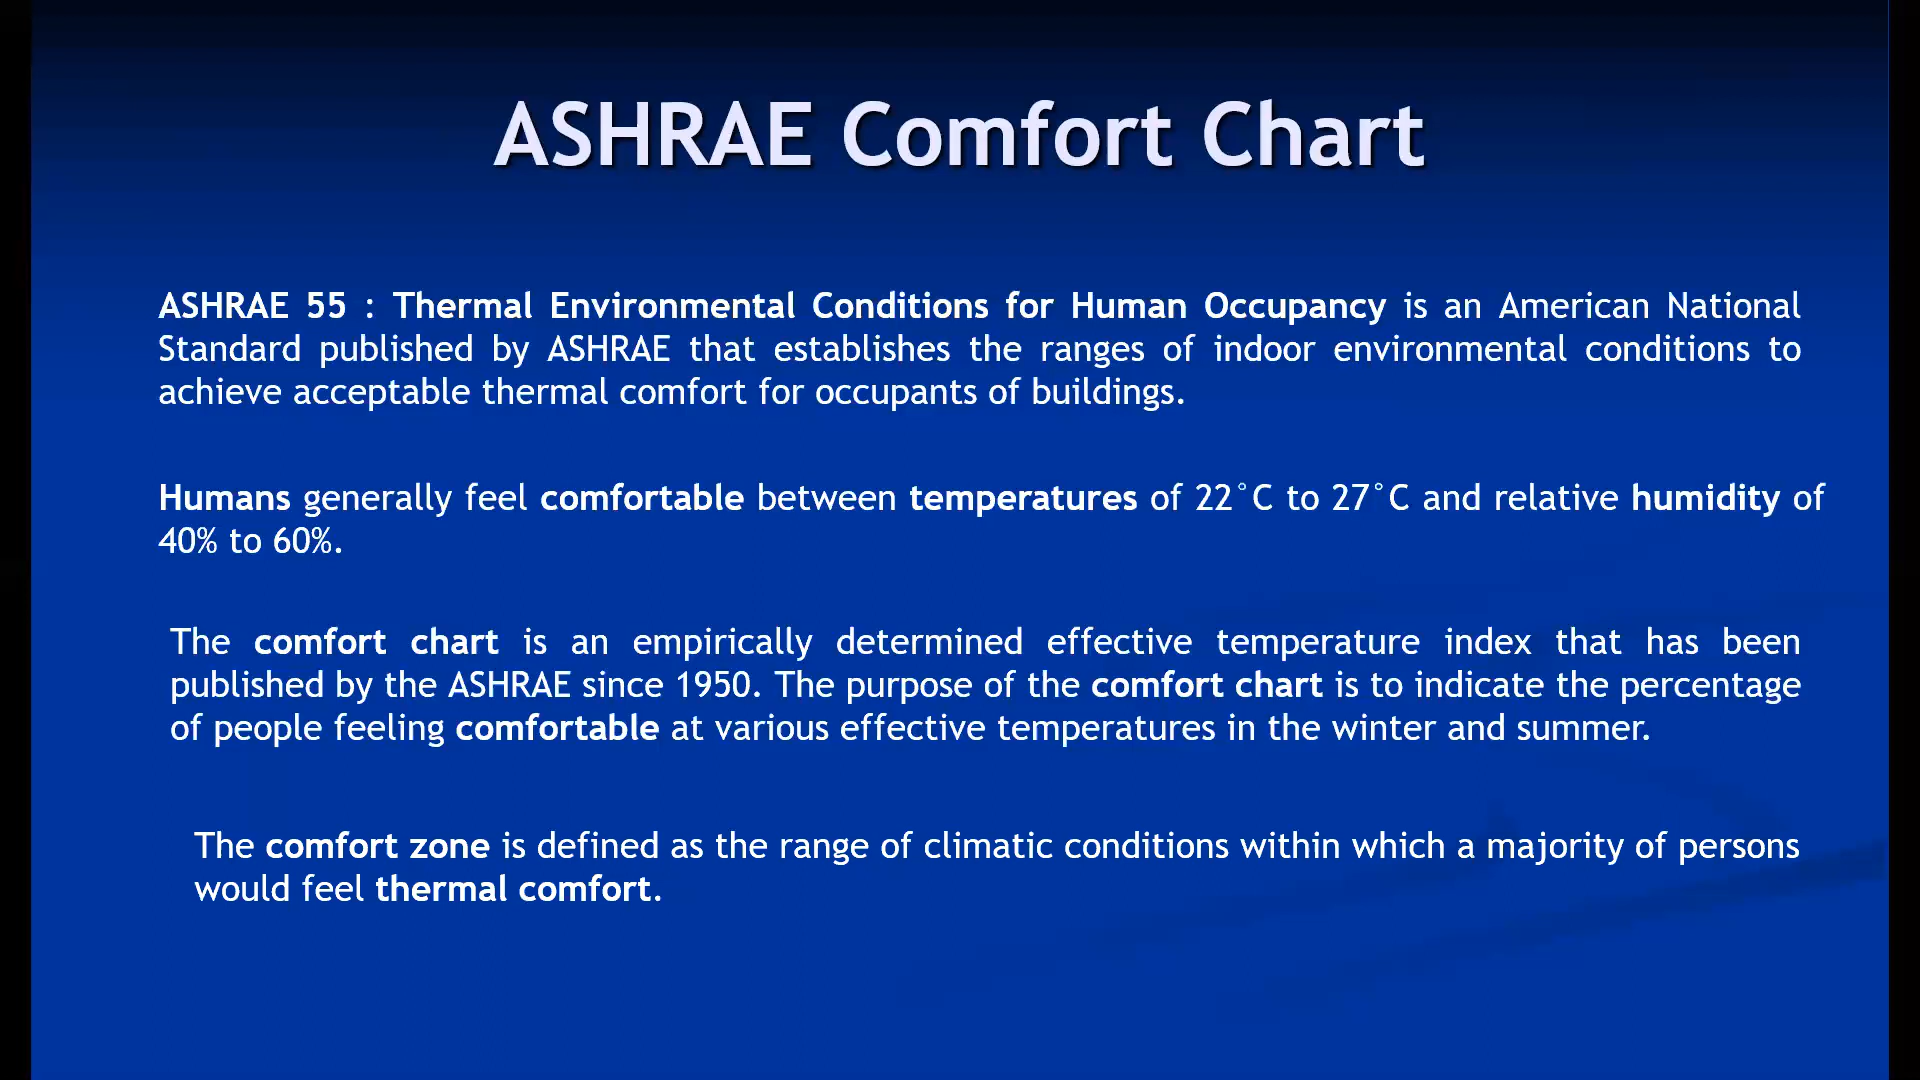 ASHRAE Comfort Chart
ASHRAE 55 : Thermal Environmental Conditions for Human Occupancy is an American National
Standard published by ASHRAE that establishes the ranges of indoor environmental conditions to
achieve acceptable thermal comfort for occupants of buildings.
Humans generally feel comfortable between temperatures of 22°C to 27°C and relative humidity of
40% to 60%.
The comfort chart is an empirically determined effective temperature index that has been
published by the ASHRAE since 1950. The purpose of the comfort chart is to indicate the percentage
of people feeling comfortable at various effective temperatures in the winter and summer.
The comfort zone is defined as the range of climatic conditions within which a majority of persons
would feel thermal comfort.